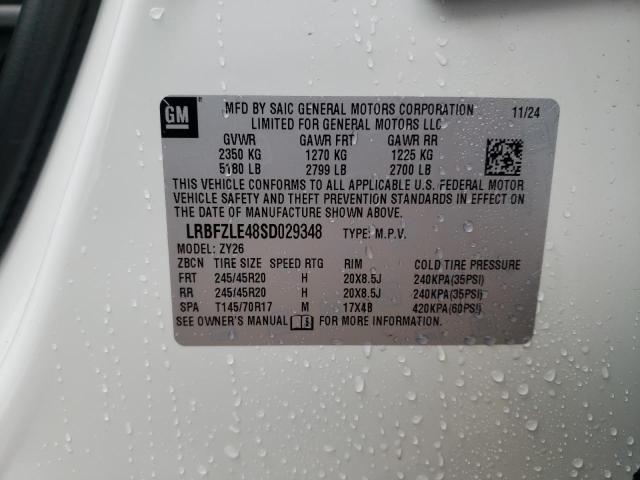 GM ® MFD BY SAIC GENERAL MOTORS CORPORATION 11/24
LIMITED FOR GENERAL MOTORS LLC
GVWR GAWR FRT GAWR RR
2350 KG 1270 KG 1225 KG
5180 LB 2799 LB 2700 LB
THIS VEHICLE CONFORMS TO ALL APPLICABLE U.S. FEDERAL MOTOR
VEHICLE SAFETY AND THEFT PREVENTION STANDARDS IN EFFECT ON
THE DATE OF MANUFACTURE SHOWN ABOVE.
LRBFZLE48SD029348 TYPE: M.P.V.
MODEL: ZY26
ZBCN TIRE SIZE SPEED RTG RIM COLD TIRE PRESSURE
FRT 245/45R20 H 20X8.5J 240KPA(35PSI)
RR 245/45R20 H 20X8.5J 240KPA(35PSI)
SPA T145/70R17 M 17X4B 420KPA(60PSI)
SEE OWNER'S MANUAL FOR MORE INFORMATION.